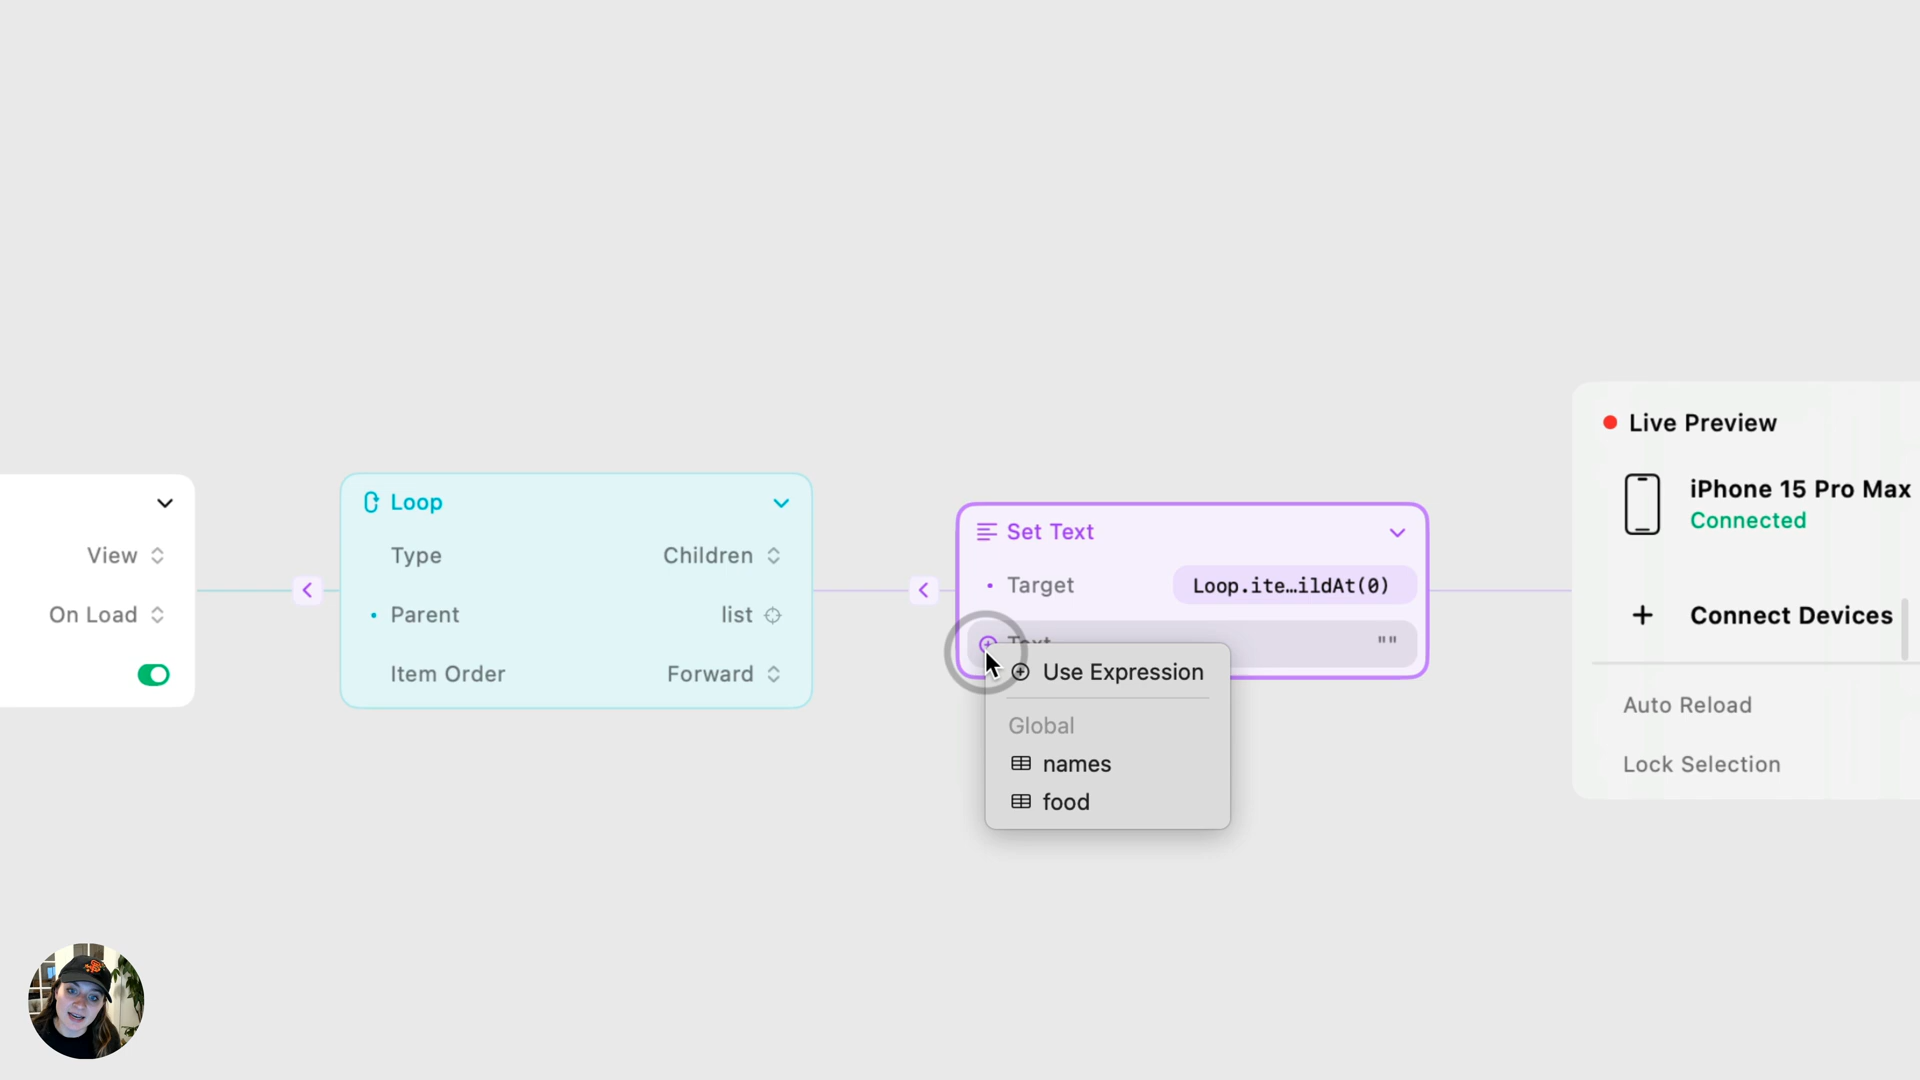 View
On Load
Loop
Type
Children
Parent
list
Item Order
Forward
Set Text
Target
Loop.ite…ildAt(0)
Text
""
Use Expression
Global
names
food
Live Preview
iPhone 15 Pro Max
Connected
Connect Devices
Auto Reload
Lock Selection